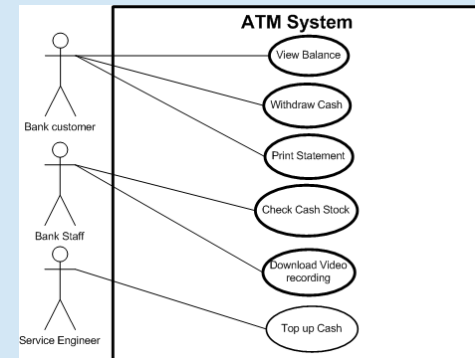 ATM System
View Balance
Withdraw Cash
Bank customer
Print Statement
Check Cash Stock
Bank Staff
Download Video
recording
Top up Cash
Service Engineer